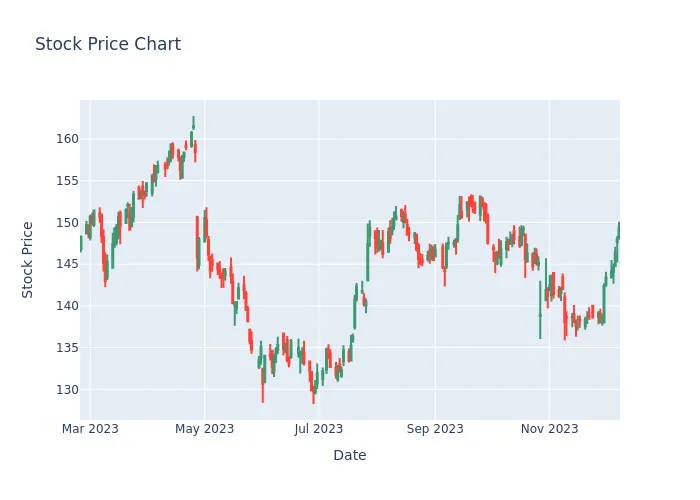 Stock Price Chart
Stock Price
160
155
150
145
140
135
130
Mar 2023
May 2023
Jul 2023
Sep 2023
Nov 2023
Date